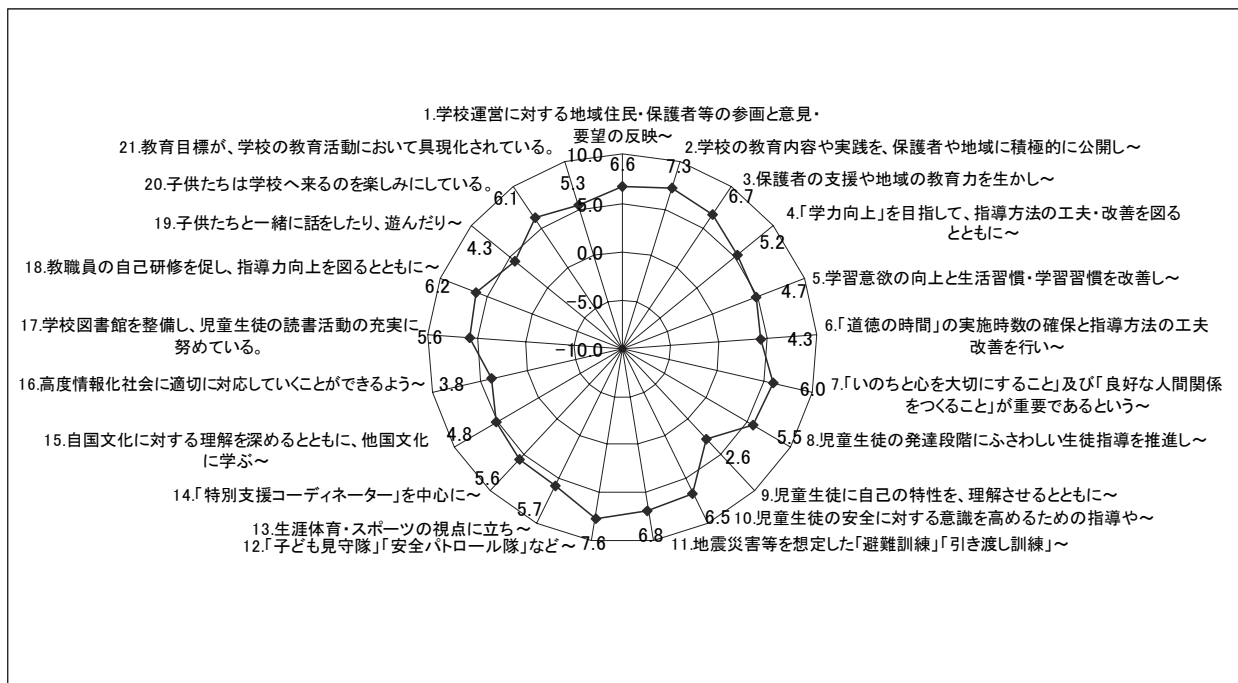 1.学校運営に対する地域住民・保護者等の参画と意見・
要望の反映～
2.学校の教育内容や実践を、保護者や地域に積極的に公開し～
3.保護者の支援や地域の教育力を生かし～
4.「学力向上」を目指して、指導方法の工夫・改善を図る
とともに～
5.学習意欲の向上と生活習慣・学習習慣を改善し～
6.「道徳の時間」の実施時数の確保と指導方法の工夫
改善を行い～
7.「いのちと心を大切にすること」及び「良好な人間関係
をつくること」が重要であるという～
8.児童生徒の発達段階にふさわしい生徒指導を推進し～
9.児童生徒に自己の特性を、理解させるとともに～
10.児童生徒の安全に対する意識を高めるための指導や～
11.地震災害等を想定した「避難訓練」「引き渡し訓練」～
12.「子ども見守隊」「安全パトロール隊」など～
13.生涯体育・スポーツの視点に立ち～
14.「特別支援コーディネーター」を中心に～
15.自国文化に対する理解を深めるとともに、他国文化
に学ぶ～
16.高度情報化社会に適切に対応していくことができるよう～
17.学校図書館を整備し、児童生徒の読書活動の充実に
努めている。
18.教職員の自己研修を促し、指導力向上を図るとともに～
19.子供たちと一緒に話をしたり、遊んだり～
20.子供たちは学校へ来るのを楽しみにしている。
21.教育目標が、学校の教育活動において具現化されている。
10.0
5.0
0.0
-5.0
-10.0
6.6
7.3
6.7
5.2
4.7
4.3
6.0
5.5
2.6
6.5
6.8
7.6
5.7
5.6
4.8
3.8
5.6
6.2
4.3
6.1
5.3